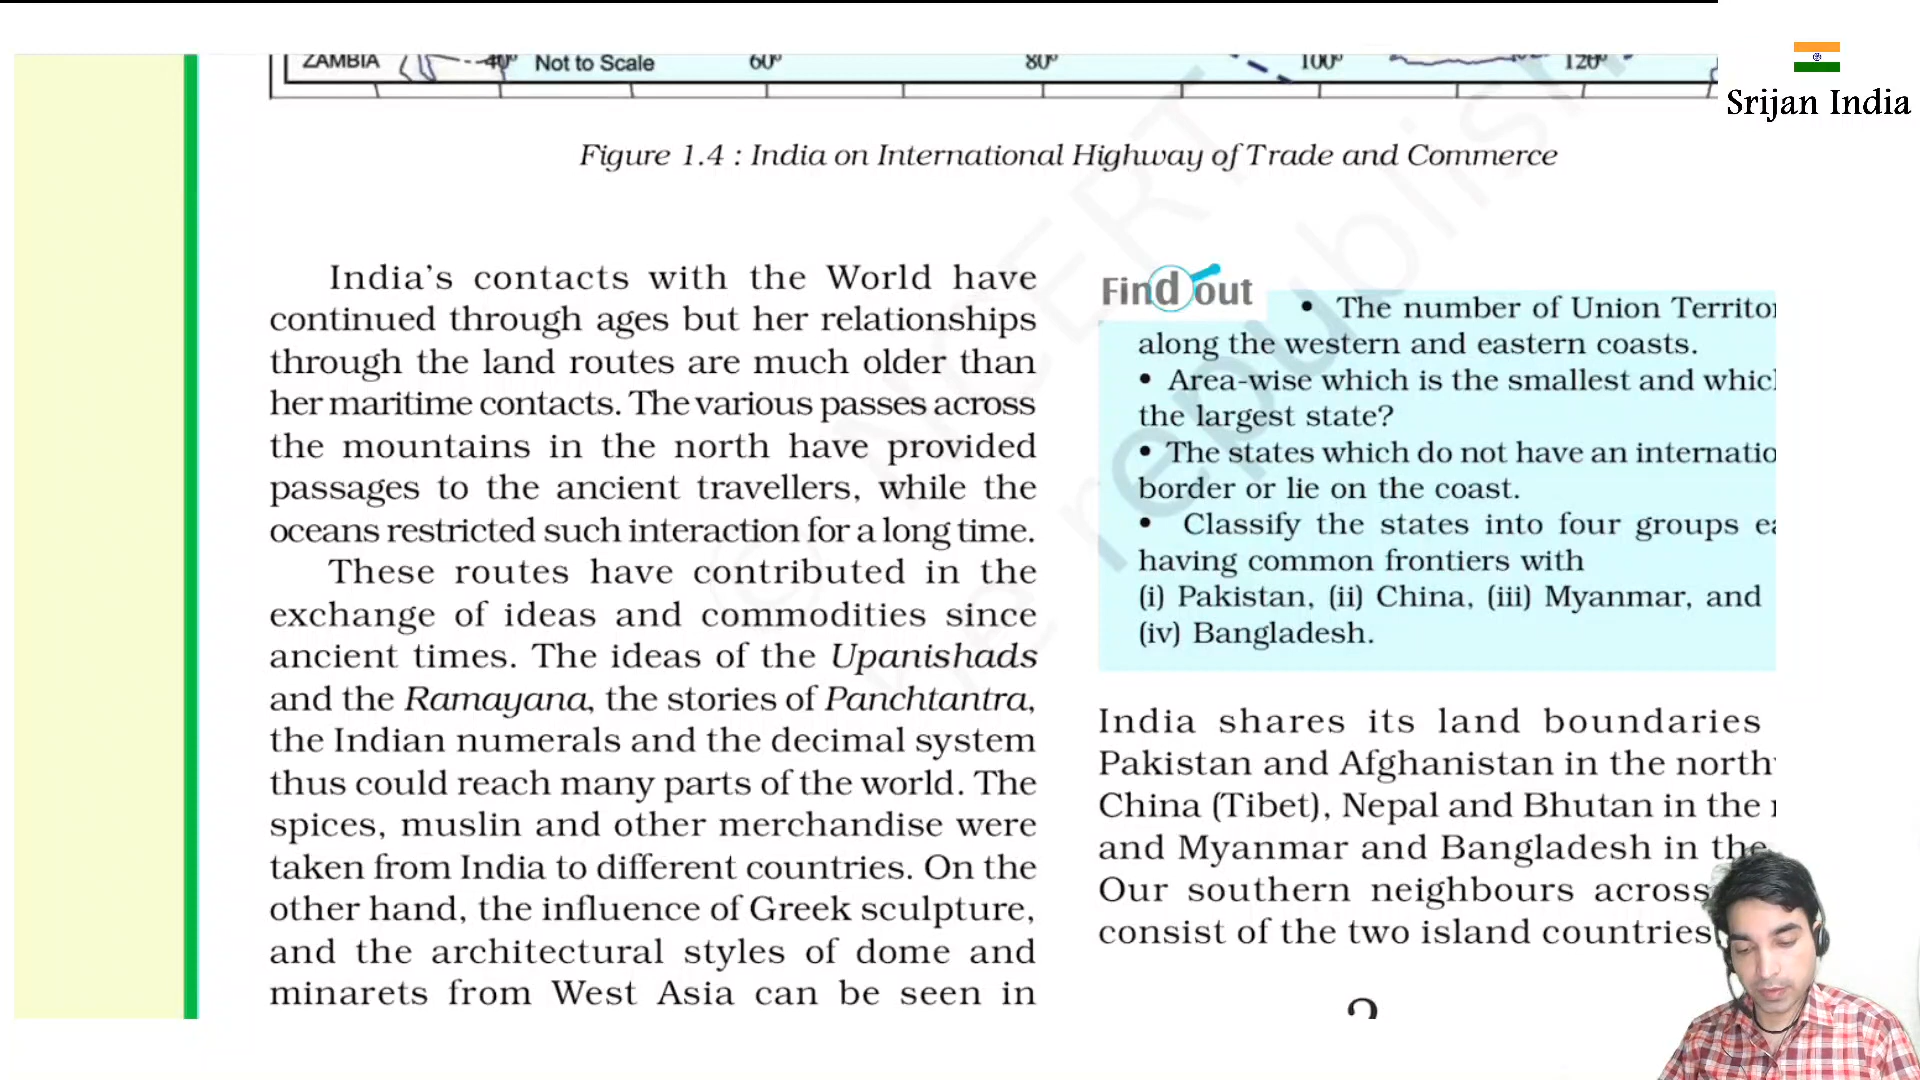 ZAMBIA 40° Not to Scale 60° 80° 100° 120°
Srijan India
Figure 1.4 : India on International Highway of Trade and Commerce
India's contacts with the World have
continued through ages but her relationships
through the land routes are much older than
her maritime contacts. The various passes across
the mountains in the north have provided
passages to the ancient travellers, while the
oceans restricted such interaction for a long time.
These routes have contributed in the
exchange of ideas and commodities since
ancient times. The ideas of the Upanishads
and the Ramayana, the stories of Panchtantra,
the Indian numerals and the decimal system
thus could reach many parts of the world. The
spices, muslin and other merchandise were
taken from India to different countries. On the
other hand, the influence of Greek sculpture,
and the architectural styles of dome and
minarets from West Asia can be seen in
Find out
• The number of Union
along the western and eastern coasts.
• Area-wise which is the smallest and
the largest state?
• The states which do not have an
border or lie on the coast.
• Classify the states into four groups
having common frontiers with
(i) Pakistan, (ii) China, (iii) Myanmar, and
(iv) Bangladesh.
India shares its land boundaries
Pakistan and Afghanistan in the
China (Tibet), Nepal and Bhutan in the
and Myanmar and Bangladesh in the
Our southern neighbours across
consist of the two island countries
© NCERT
republish